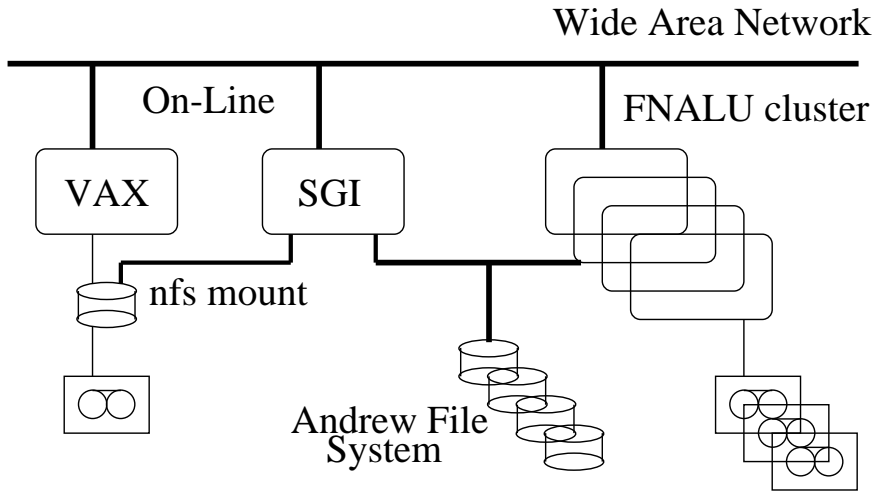 Wide Area Network
On-Line
FNALU cluster
VAX
SGI
nfs mount
Andrew File
System